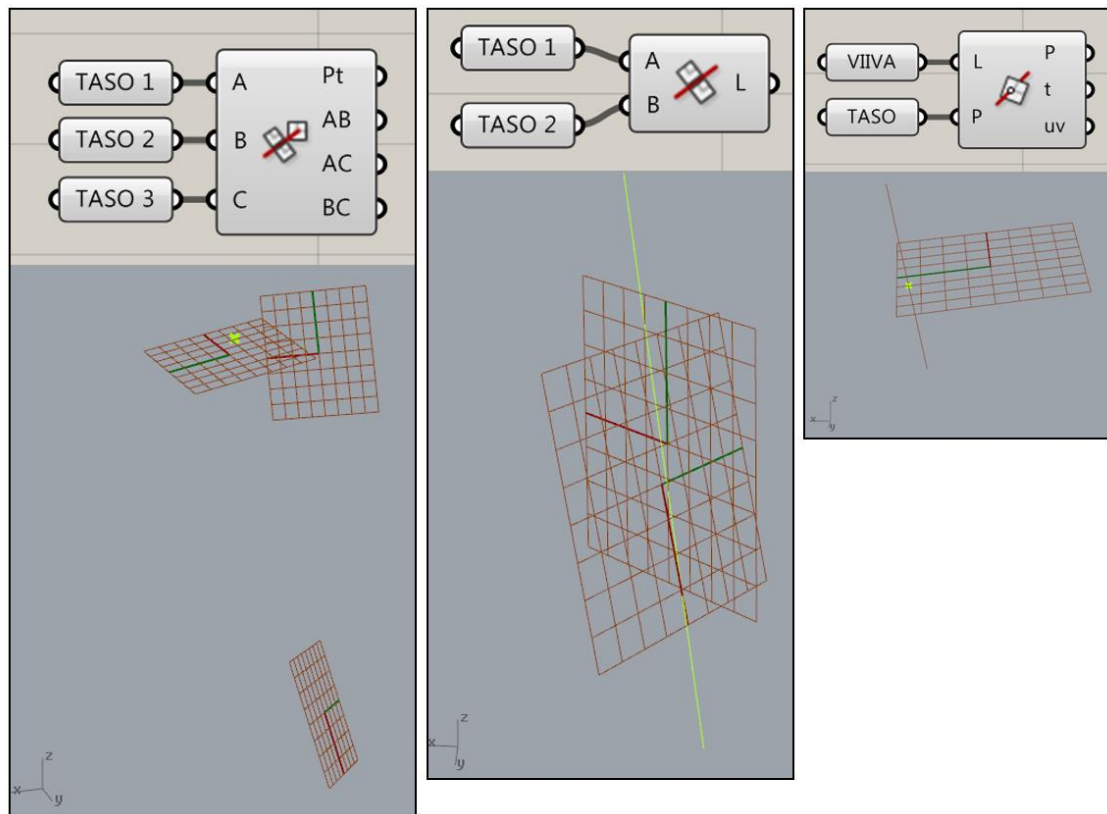 TASO 1
TASO 2
TASO 3
A
B
C
Pt
AB
AC
BC
z
x
y
TASO 1
TASO 2
A
B
L
z
x
y
VIIVA
TASO
L
P
P
t
uv
z
x
y